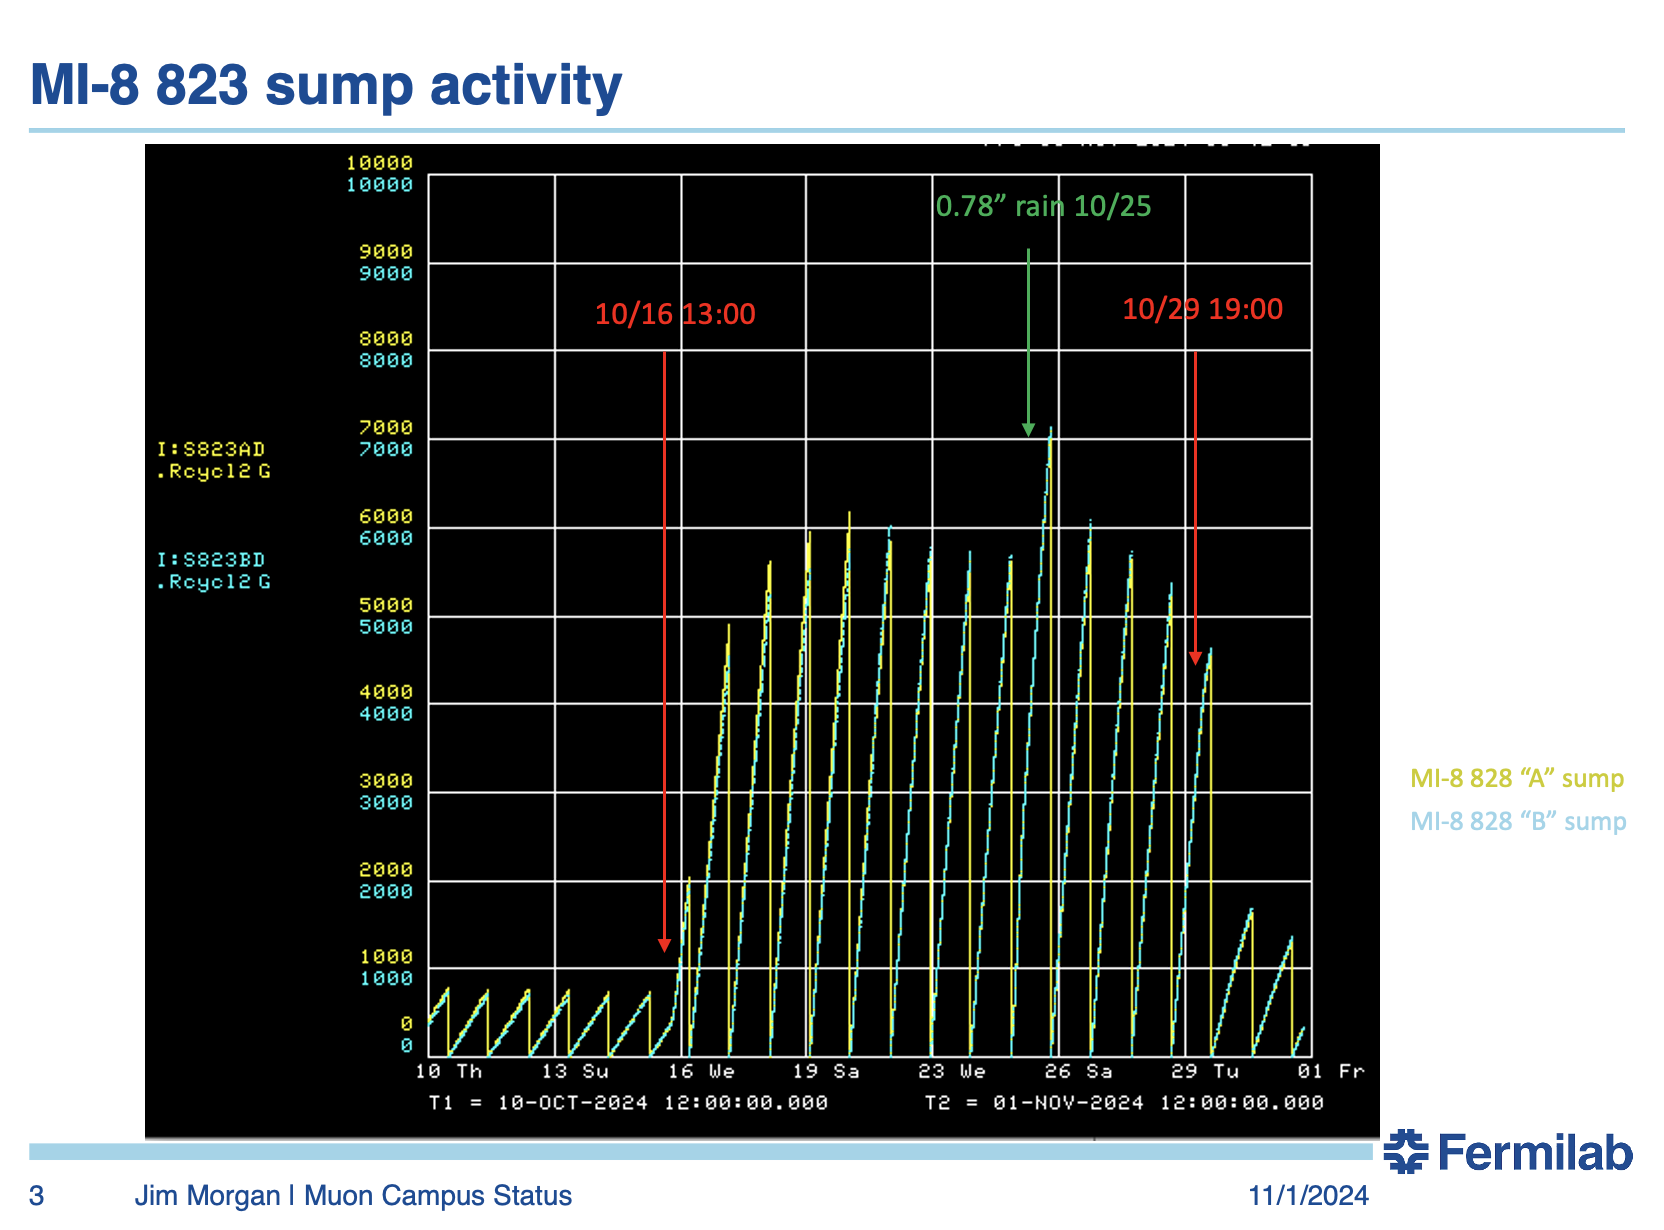 MI-8 823 sump activity
10000
10000
0.78” rain 10/25
9000
9000
10/16 13:00
10/29 19:00
8000
8000
7000
7000
I:S823AD
.Rcycl2 G
6000
6000
I:S823BD
.Rcycl2 G
5000
5000
4000
4000
3000
3000
MI-8 828 “A” sump
MI-8 828 “B” sump
2000
2000
1000
1000
0
0
10 Th 13 Su 16 We 19 Sa 23 We 26 Sa 29 Tu 01 Fr
T1 = 10-OCT-2024 12:00:00.000 T2 = 01-NOV-2024 12:00:00.000
Fermilab
3 Jim Morgan | Muon Campus Status 11/1/2024